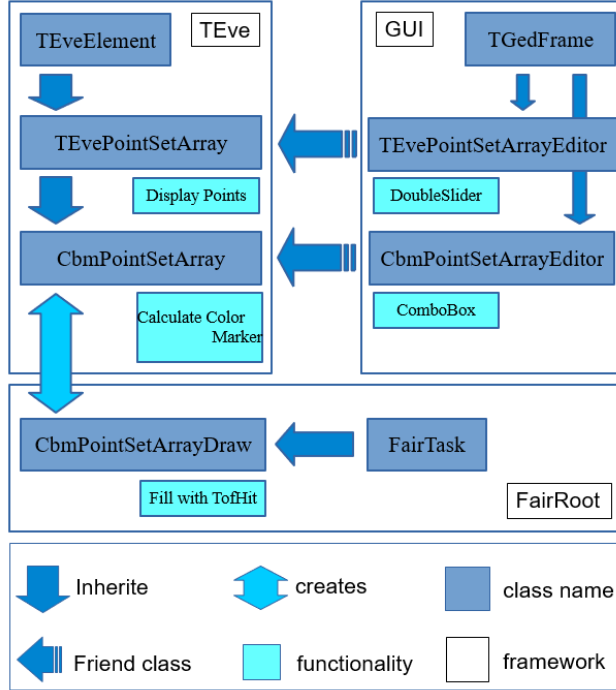 TEveElement
TEve
TEvePointSetArray
Display Points
CbmPointSetArray
Calculate Color
Marker
GUI
TGedFrame
TEvePointSetArrayEditor
DoubleSlider
CbmPointSetArrayEditor
ComboBox
CbmPointSetArrayDraw
FairTask
Fill with TofHit
FairRoot
Inherite
creates
class name
Friend class
functionality
framework